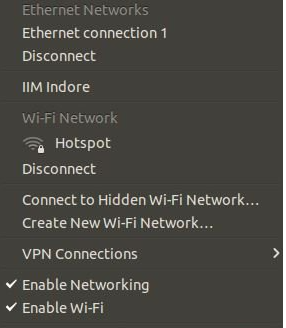 Ethernet Networks
Ethernet connection 1
Disconnect
IIM Indore
Wi-Fi Network
Hotspot
Disconnect
Connect to Hidden Wi-Fi Network...
Create New Wi-Fi Network...
VPN Connections
Enable Networking
Enable Wi-Fi